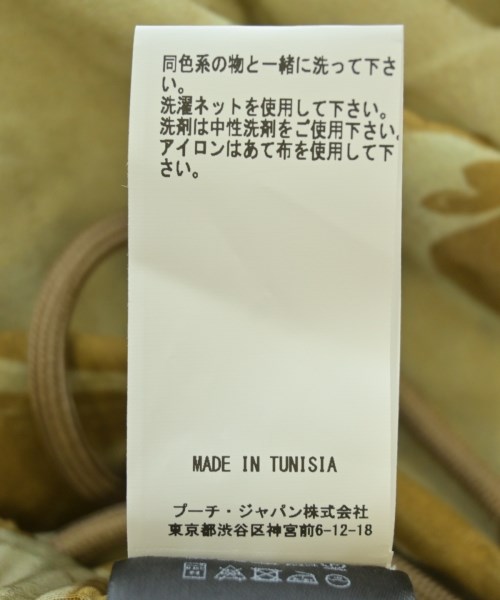 同色系の物と一緒に洗って下さ
い。
洗濯ネットを使用して下さい。
洗剤は中性洗剤をご使用下さい。
アイロンはあて布を使用して下
さい。
MADE IN TUNISIA
プーチ・ジャパン株式会社
東京都渋谷区神宮前6-12-18